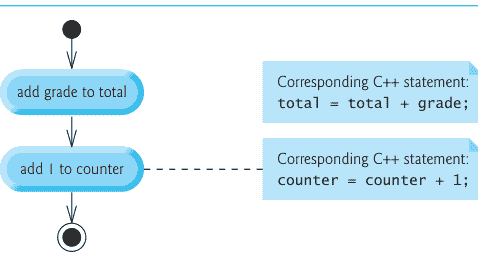 add grade to total
Corresponding C++ statement:
total = total + grade;
add 1 to counter
Corresponding C++ statement:
counter = counter + 1;